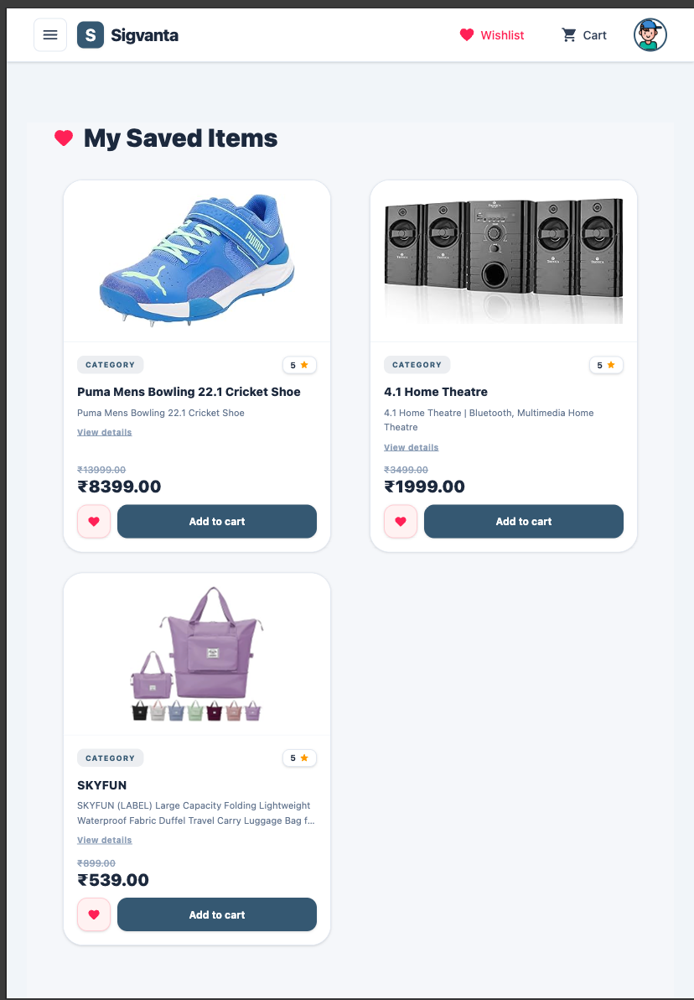 S Sigvanta
Wishlist
Cart
My Saved Items
PUMA
CATEGORY
5
Puma Mens Bowling 22.1 Cricket Shoe
Puma Mens Bowling 22.1 Cricket Shoe
View details
₹13999.00
₹8399.00
Add to cart
TRONICA
TRONICA
CATEGORY
5
4.1 Home Theatre
4.1 Home Theatre | Bluetooth, Multimedia Home
Theatre
View details
₹3499.00
₹1999.00
Add to cart
CATEGORY
5
SKYFUN
SKYFUN (LABEL) Large Capacity Folding Lightweight
Waterproof Fabric Duffel Travel Carry Luggage Bag f...
View details
₹899.00
₹539.00
Add to cart